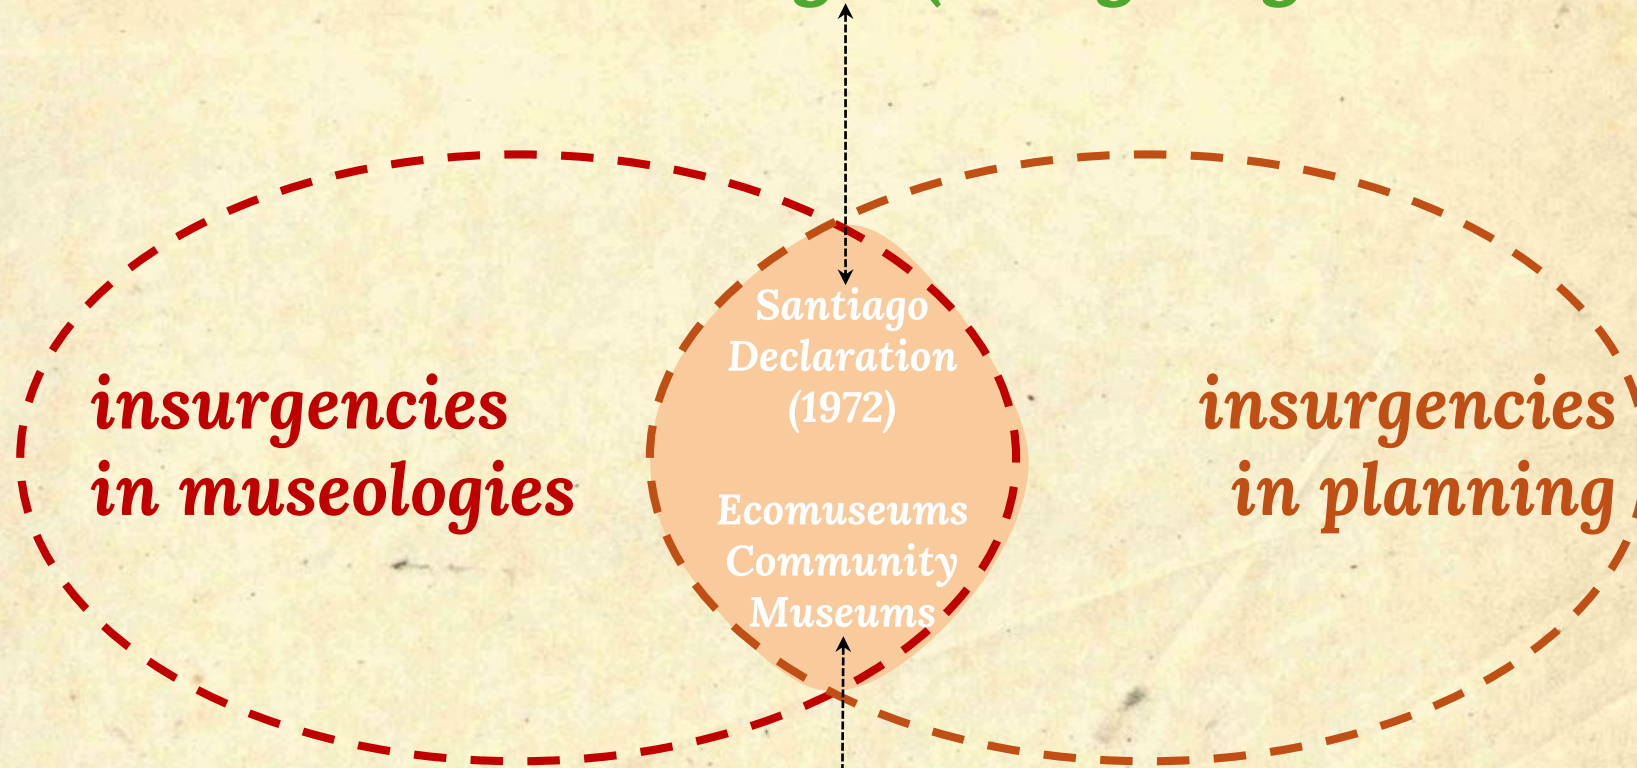 insurgencies
in museologies
Santiago
Declaration
(1972)
Ecomuseums
Community
Museums
insurgencies
in planning